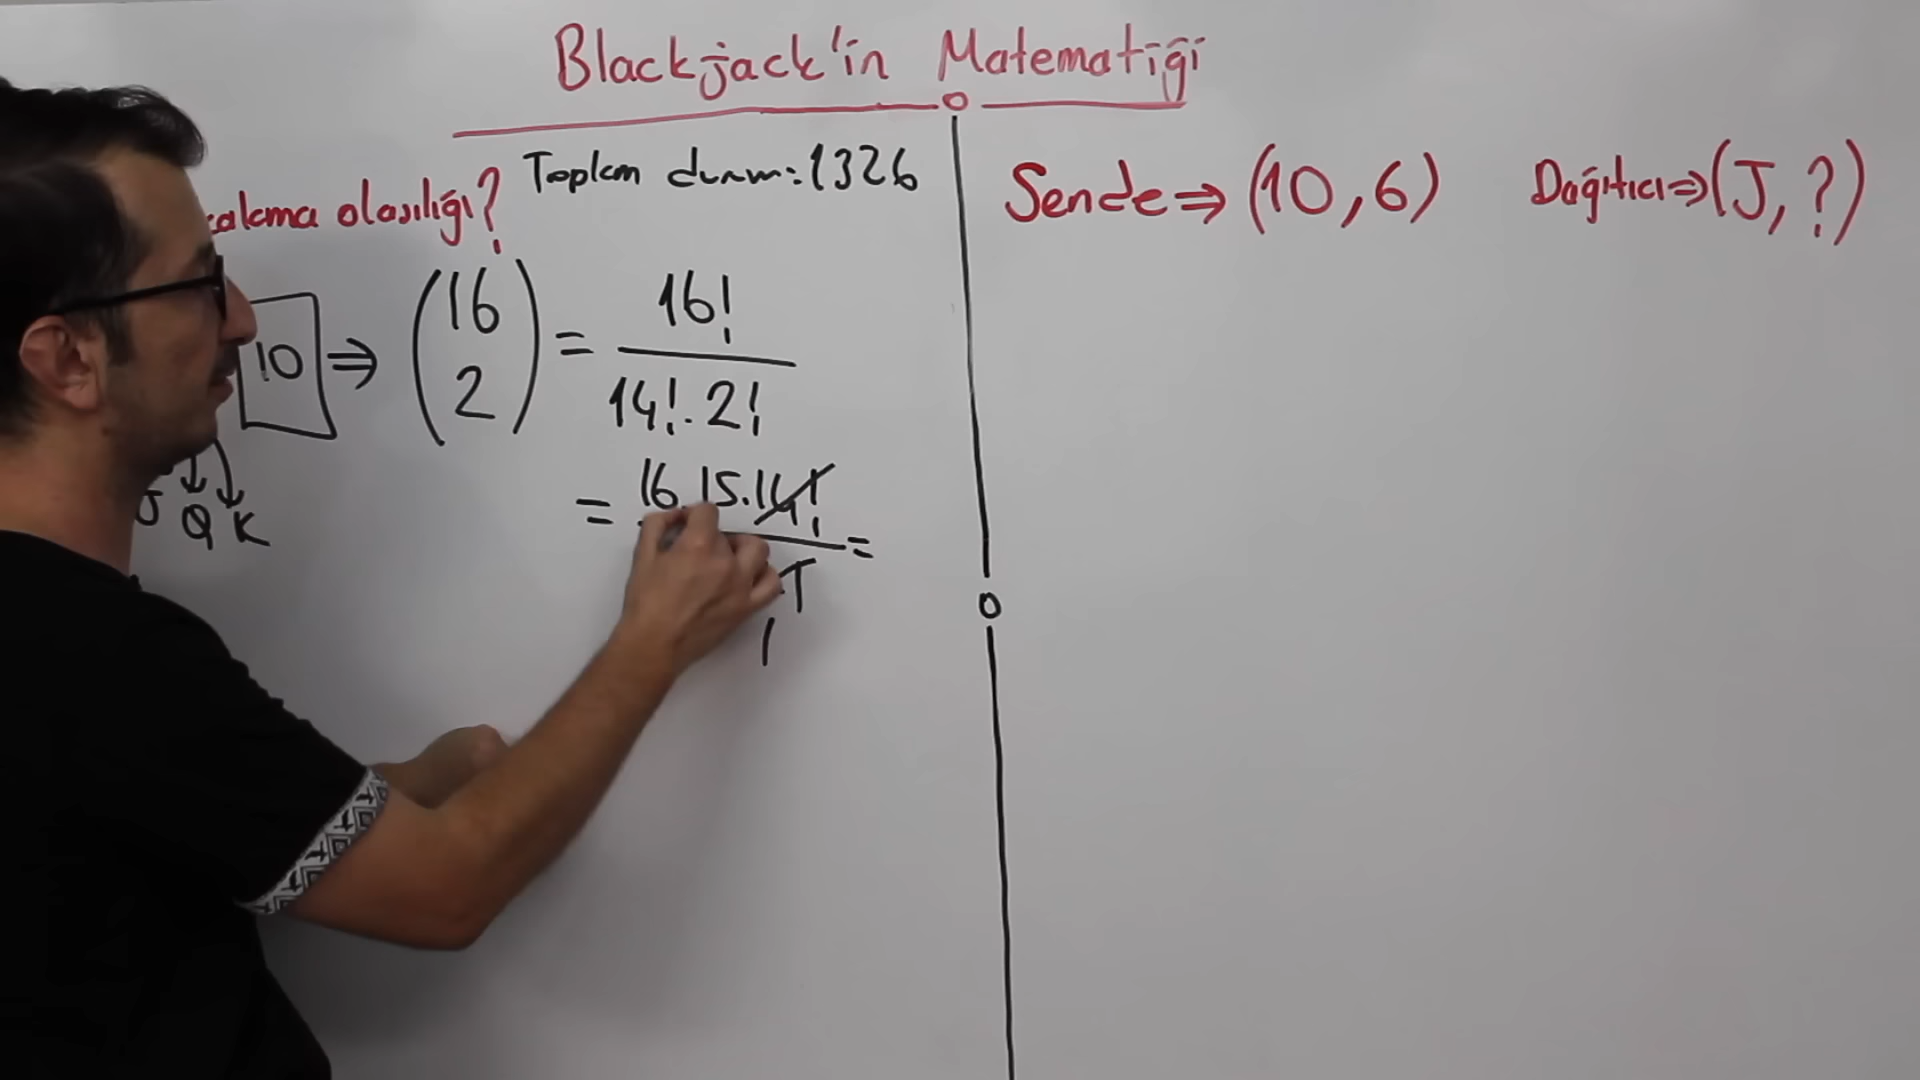 Blackjack'in Matematiği
Toplam durum: 1326
olasılığı?
10 ⇒ (16 2) = 16! / 14!.2!
= 16.15.14! / =
J Q K
Sende ⇒ (10, 6)
Dağıtıcı ⇒ (J, ?)